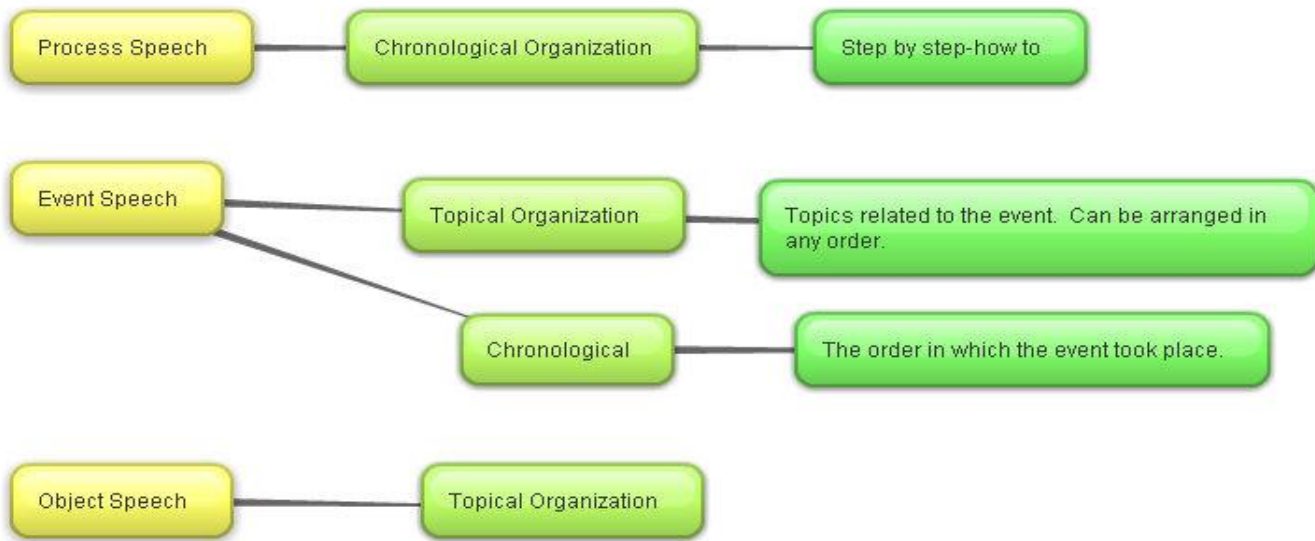 Process Speech
Chronological Organization
Step by step-how to
Event Speech
Topical Organization
Topics related to the event.  Can be arranged in
any order.
Chronological
The order in which the event took place.
Object Speech
Topical Organization